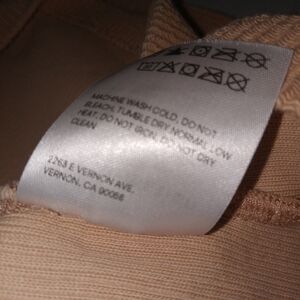 MACHINE WASH COLD, DO NOT
BLEACH, TUMBLE DRY, NORMAL, LOW
HEAT, DO NOT IRON, DO NOT DRY
CLEAN
2263 E VERNON AVE.
VERNON, CA 90058